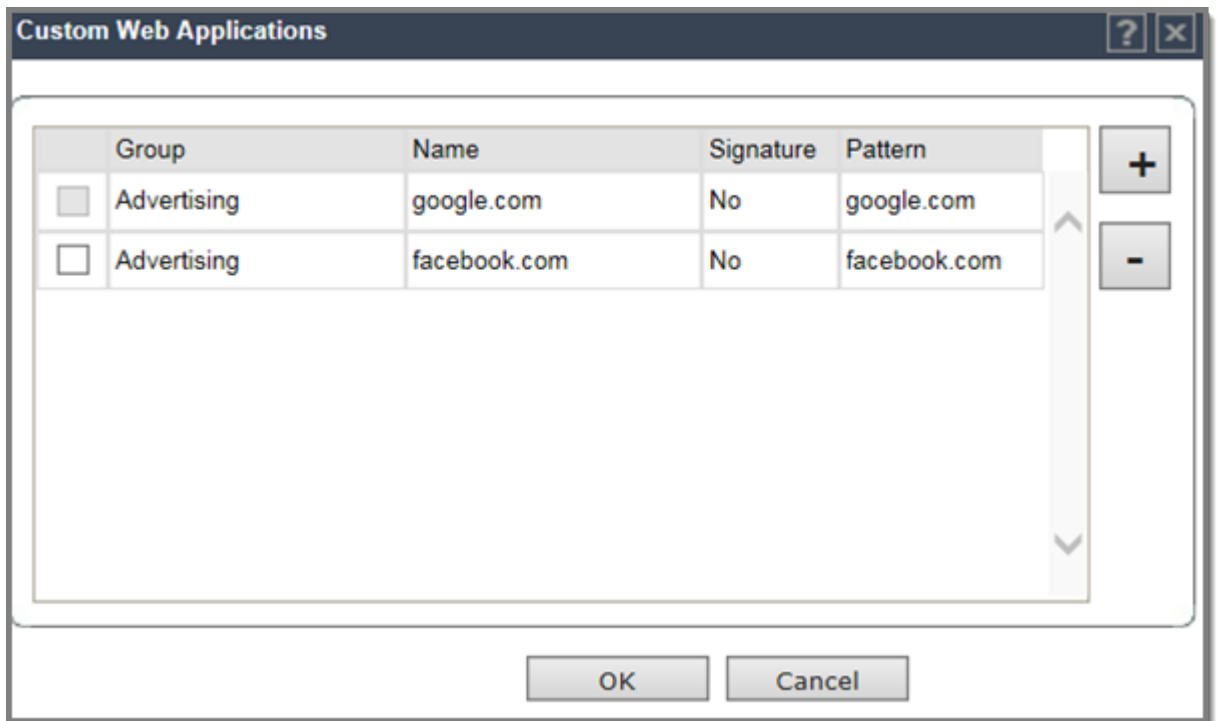 Custom Web Applications ? x
Group Name Signature Pattern +
Advertising google.com No google.com
Advertising facebook.com No facebook.com -
OK Cancel